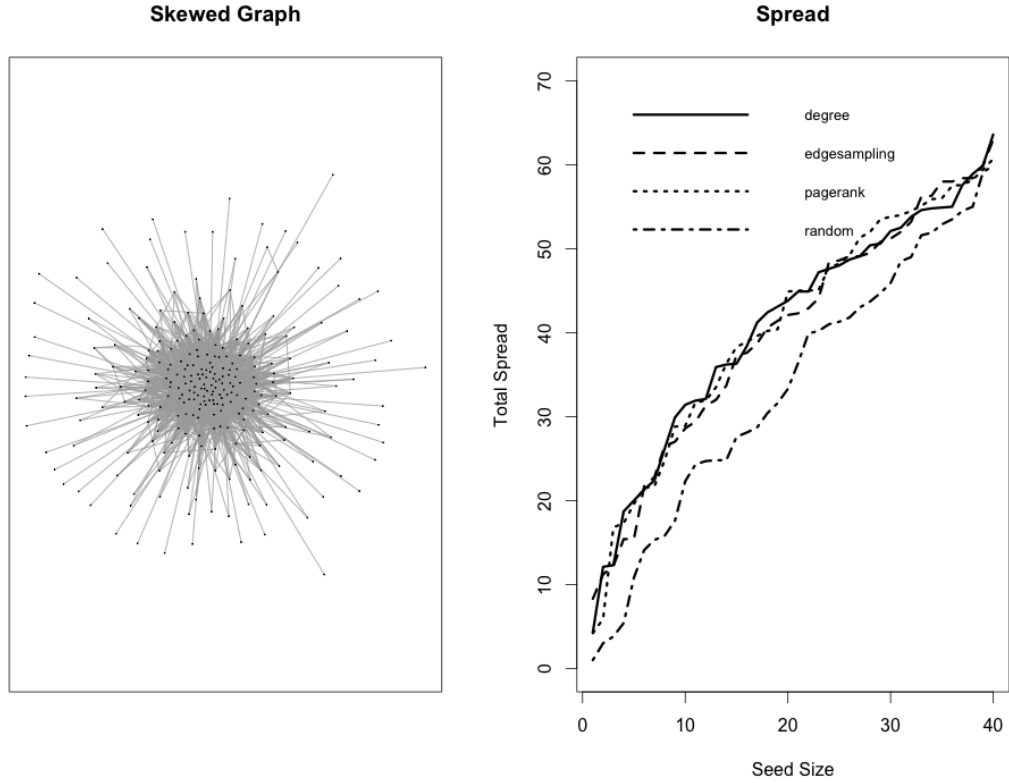 Skewed Graph
Spread
70
60
50
40
30
20
10
0
Total Spread
degree
edgesampling
pagerank
random
0 10 20 30 40
Seed Size